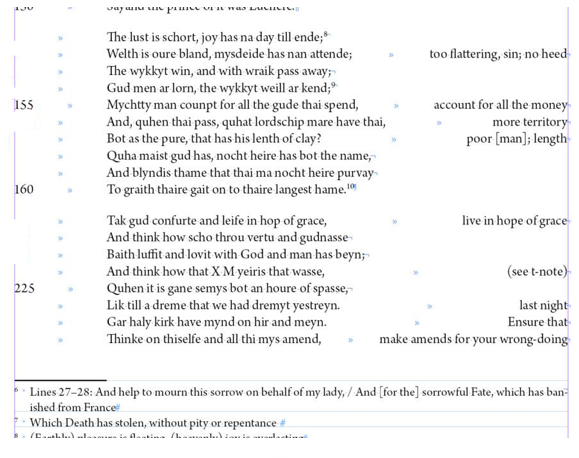 150 Sayand the prince of it was Lucifere.
The lust is schort, joy has na day till ende;8
Welth is oure bland, mysdeide has nan attende; too flattering, sin; no heed
The wykkyt win, and with wraik pass away;
Gud men ar lorn, the wykkyt weill ar kend;9
155 Mychtty man counpt for all the gude thai spend, account for all the money
And, quhen thai pass, quhat lordschip mare have thai, more territory
Bot as the pure, that has his lenth of clay? poor [man]; length
Quha maist gud has, nocht heire has bot the name,
And blyndis thame that thai ma nocht heire purvay
160 To graith thaire gait on to thaire langest hame.10
Tak gud confurte and leife in hop of grace, live in hope of grace
And think how scho throu vertu and gudnasse
Baith luffit and lovit with God and man has beyn;
And think how that X M yeiris that wasse, (see t-note)
225 Quhen it is gane semys bot an houre of spasse,
Lik till a dreme that we had dremyt yestreyn. last night
Gar haly kirk have mynd on hir and meyn. Ensure that
Thinke on thiselfe and all thi mys amend, make amends for your wrong-doing
6 Lines 27–28: And help to mourn this sorrow on behalf of my lady, / And [for the] sorrowful Fate, which has ban-
ished from France
7 Which Death has stolen, without pity or repentance
8 (Earthly) pleasure is fleeting, (heavenly) joy is everlasting